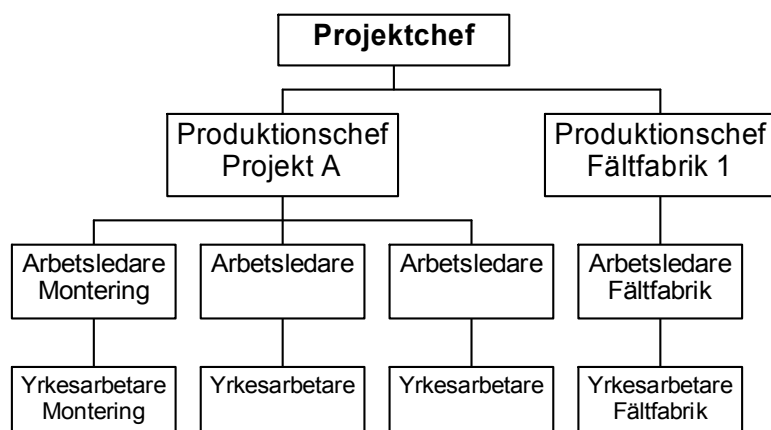 Projektchef
Produktionschef
Projekt A
Produktionschef
Fältfabrik 1
Arbetsledare
Montering
Arbetsledare
Arbetsledare
Arbetsledare
Fältfabrik
Yrkesarbetare
Montering
Yrkesarbetare
Yrkesarbetare
Yrkesarbetare
Fältfabrik